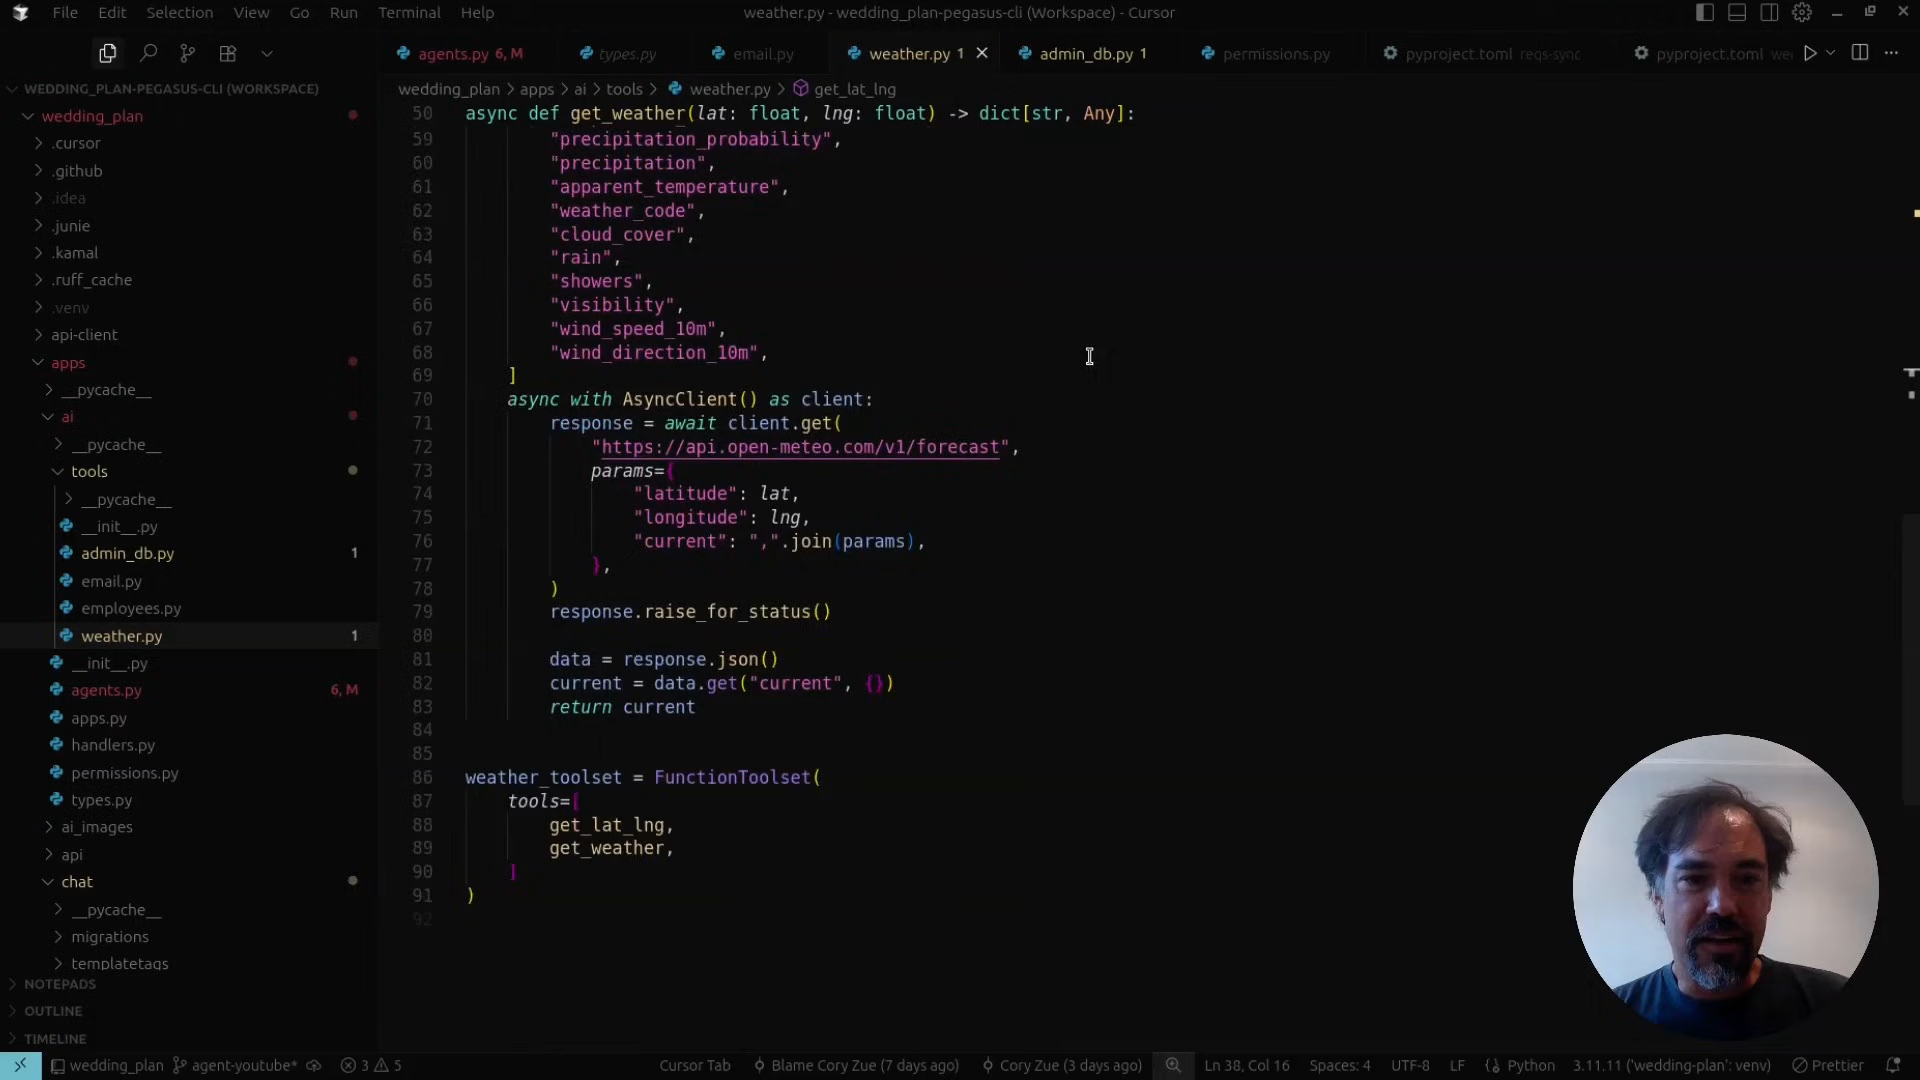 File Edit Selection View Go Run Terminal Help
weather.py - wedding_plan-pegasus-cli (Workspace) - Cursor
agents.py 6, M
types.py
email.py
weather.py 1
admin_db.py 1
permissions.py
pyproject.toml reqs-sync
pyproject.toml
WEDDING_PLAN-PEGASUS-CLI (WORKSPACE)
wedding_plan
.cursor
.github
.idea
.junie
.kamal
.ruff_cache
.venv
api-client
apps
__pycache__
ai
__pycache__
tools
__pycache__
__init__.py
admin_db.py 1
email.py
employees.py
weather.py 1
__init__.py
agents.py 6, M
apps.py
handlers.py
permissions.py
types.py
ai_images
api
chat
__pycache__
migrations
templatetags
NOTEPADS
OUTLINE
TIMELINE
wedding_plan > apps > ai > tools > weather.py > get_lat_lng
50 async def get_weather(lat: float, lng: float) -> dict[str, Any]:
59 "precipitation_probability",
60 "precipitation",
61 "apparent_temperature",
62 "weather_code",
63 "cloud_cover",
64 "rain",
65 "showers",
66 "visibility",
67 "wind_speed_10m",
68 "wind_direction_10m",
69 ]
70 async with AsyncClient() as client:
71 response = await client.get(
72 "https://api.open-meteo.com/v1/forecast",
73 params={
74 "latitude": lat,
75 "longitude": lng,
76 "current": ",".join(params),
77 },
78 )
79 response.raise_for_status()
80
81 data = response.json()
82 current = data.get("current", {})
83 return current
84
85
86 weather_toolset = FunctionToolset(
87 tools=[
88 get_lat_lng,
89 get_weather,
90 ]
91 )
92
wedding_plan agent-youtube* 3 5 Cursor Tab Blame Cory Zue (7 days ago) Cory Zue (3 days ago) Ln 38, Col 16 Spaces: 4 UTF-8 LF Python 3.11.11 ('wedding-plan': venv) Prettier